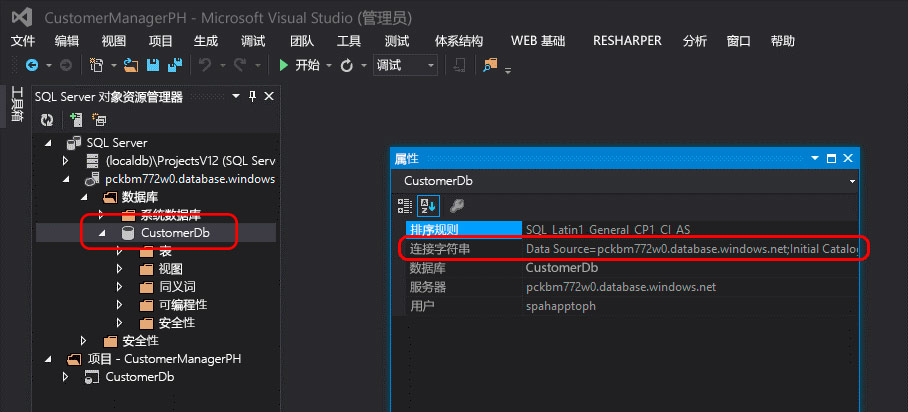 CustomerManagerPH - Microsoft Visual Studio (管理员)
文件 编辑 视图 项目 生成 调试 团队 工具 测试 体系结构 WEB 基础 RESHARPER 分析 窗口 帮助
开始 调试
工具箱
SQL Server 对象资源管理器
SQL Server
(localdb)\ProjectsV12 (SQL Serv
pckbm772w0.database.windows
数据库
系统数据库
CustomerDb
表
视图
同义词
可编程性
安全性
安全性
项目 - CustomerManagerPH
CustomerDb
属性
CustomerDb
排序规则 SQL_Latin1_General_CP1_CI_AS
连接字符串 Data Source=pckbm772w0.database.windows.net;Initial Catalo
数据库 CustomerDb
服务器 pckbm772w0.database.windows.net
用户 spahapptoph